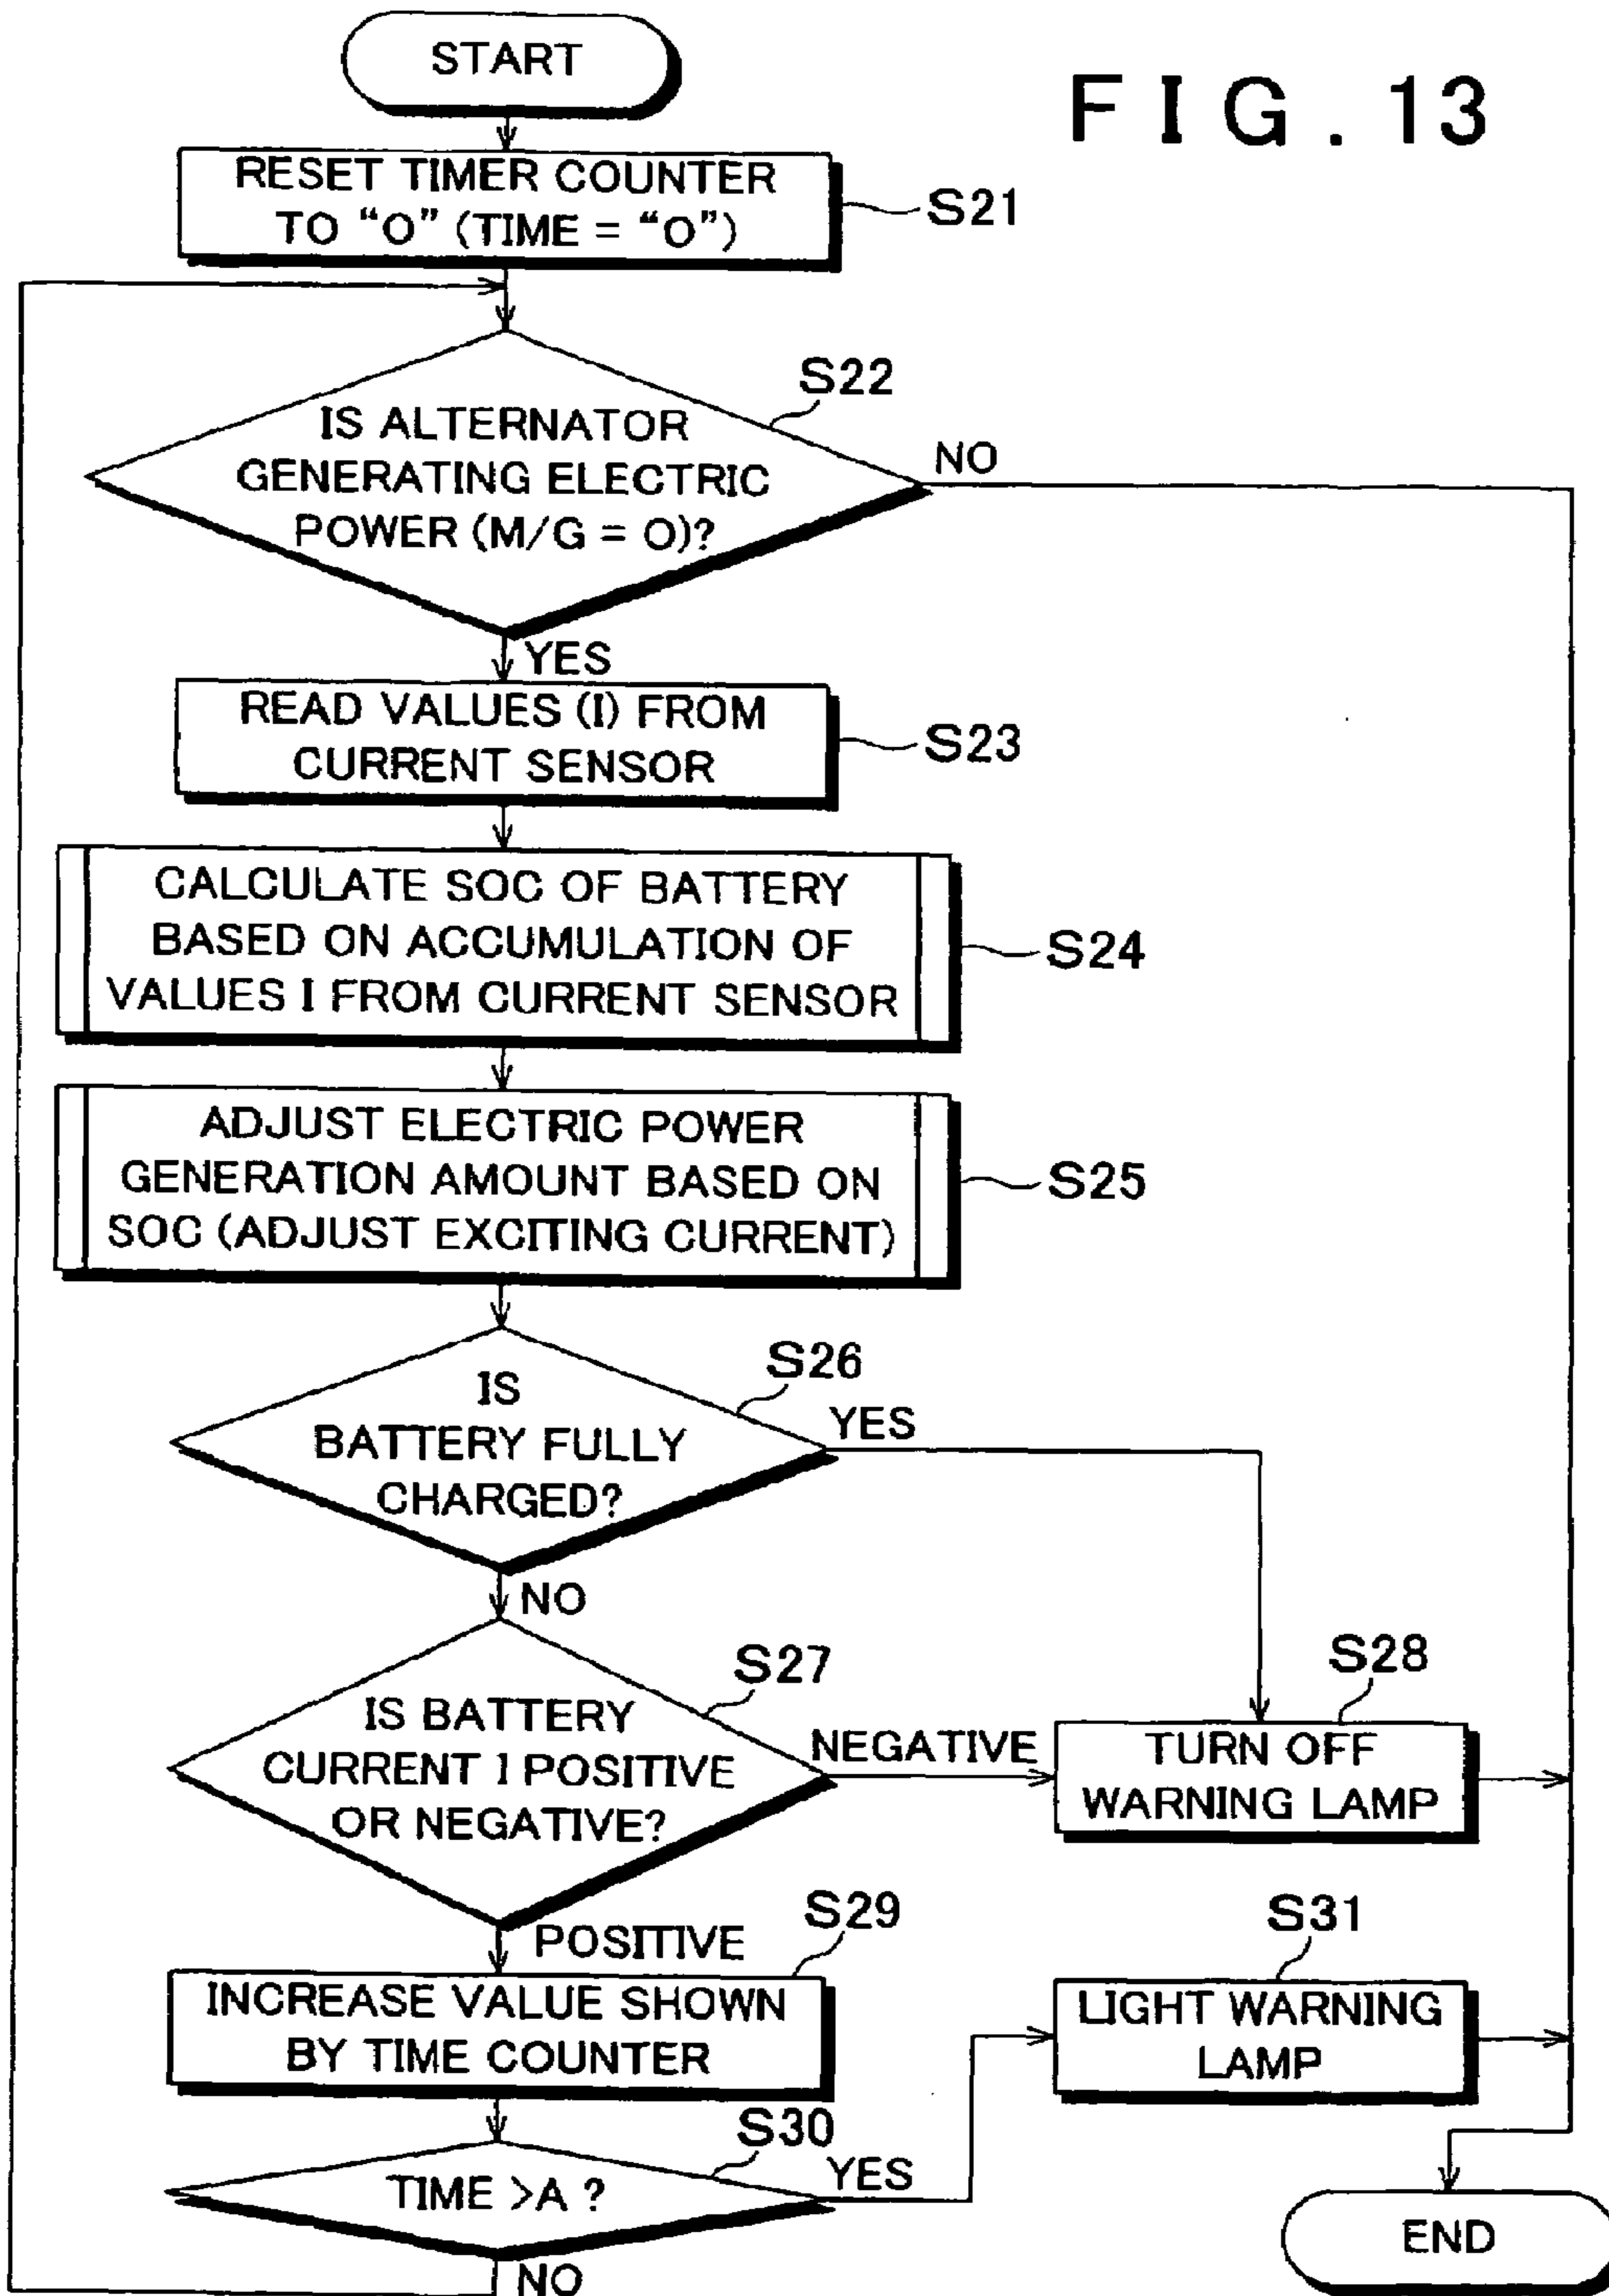 START
F I G . 13
RESET TIMER COUNTER
TO “O” (TIME = “O”)
S21
S22
IS ALTERNATOR
GENERATING ELECTRIC
POWER (M/G = O)?
NO
YES
READ VALUES (I) FROM
CURRENT SENSOR
S23
CALCULATE SOC OF BATTERY
BASED ON ACCUMULATION OF
VALUES I FROM CURRENT SENSOR
S24
ADJUST ELECTRIC POWER
GENERATION AMOUNT BASED ON
SOC (ADJUST EXCITING CURRENT)
S25
S26
IS
BATTERY FULLY
CHARGED?
YES
NO
S27
IS BATTERY
CURRENT I POSITIVE
OR NEGATIVE?
NEGATIVE
S28
TURN OFF
WARNING LAMP
POSITIVE
S29
INCREASE VALUE SHOWN
BY TIME COUNTER
S31
LIGHT WARNING
LAMP
S30
TIME >A ?
YES
NO
END